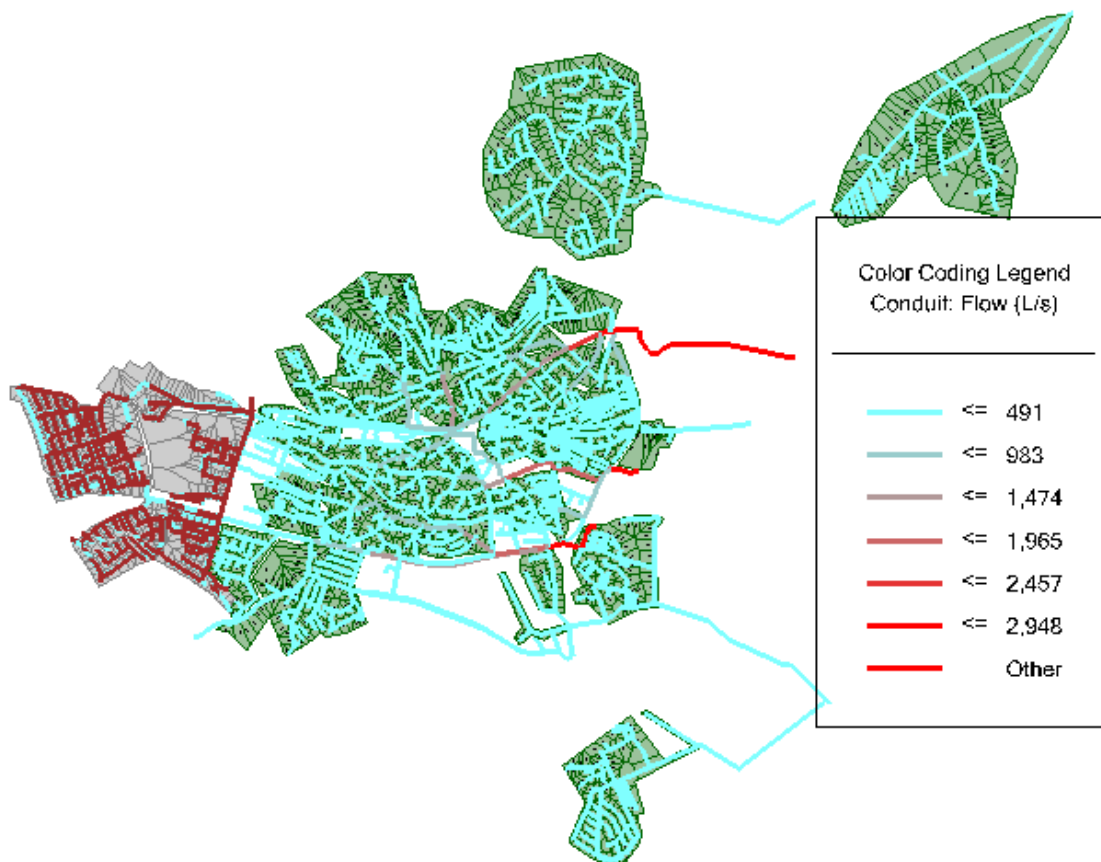 Color Coding Legend
Conduit: Flow (L/s)
<= 491
<= 983
<= 1,474
<= 1,965
<= 2,457
<= 2,948
Other